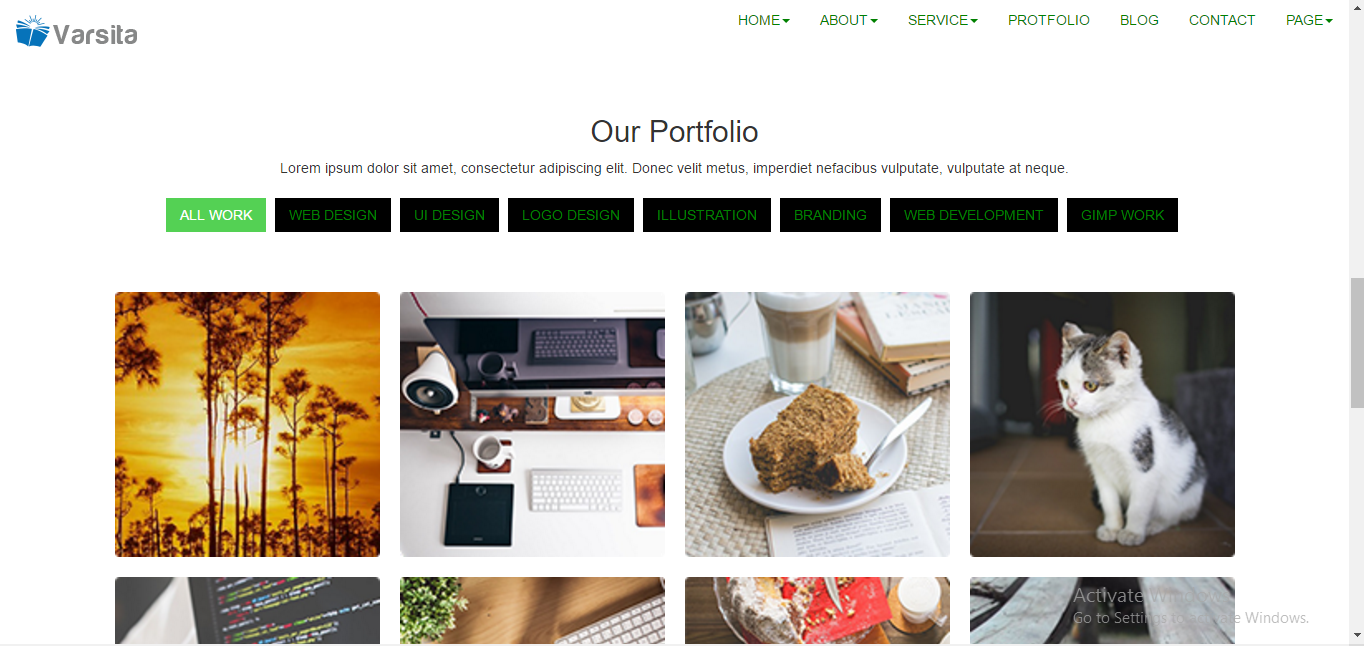 Varsita
HOME ABOUT SERVICE PROTFOLIO BLOG CONTACT PAGE
Our Portfolio
Lorem ipsum dolor sit amet, consectetur adipiscing elit. Donec velit metus, imperdiet nefacibus vulputate, vulputate at neque.
ALL WORK WEB DESIGN UI DESIGN LOGO DESIGN ILLUSTRATION BRANDING WEB DEVELOPMENT GIMP WORK
Activate Windows
Go to Settings to activate Windows.